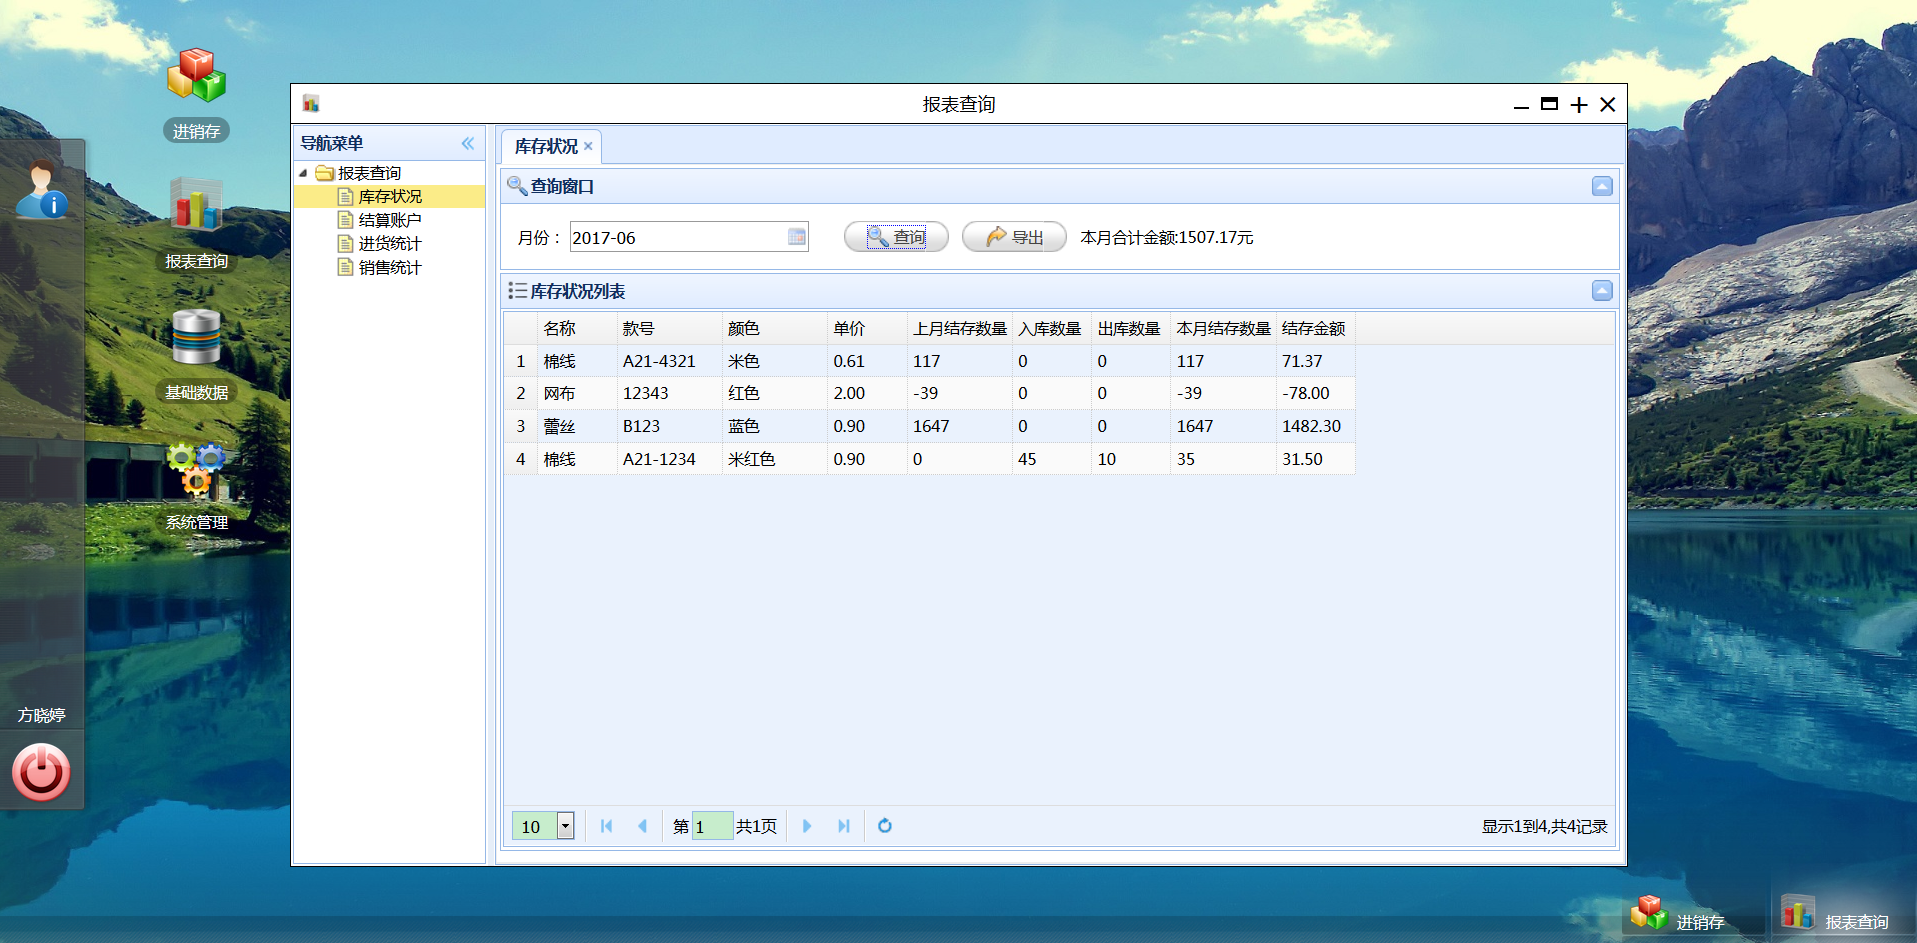 进销存
报表查询
基础数据
系统管理
方晓婷
报表查询
导航菜单
报表查询
库存状况
结算账户
进货统计
销售统计
库存状况
查询窗口
月份： 2017-06 查询 导出 本月合计金额:1507.17元
库存状况列表
名称 款号 颜色 单价 上月结存数量 入库数量 出库数量 本月结存数量 结存金额
1 棉线 A21-4321 米色 0.61 117 0 0 117 71.37
2 网布 12343 红色 2.00 -39 0 0 -39 -78.00
3 蕾丝 B123 蓝色 0.90 1647 0 0 1647 1482.30
4 棉线 A21-1234 米红色 0.90 0 45 10 35 31.50
10 第 1 共1页 显示1到4,共4记录
进销存 报表查询